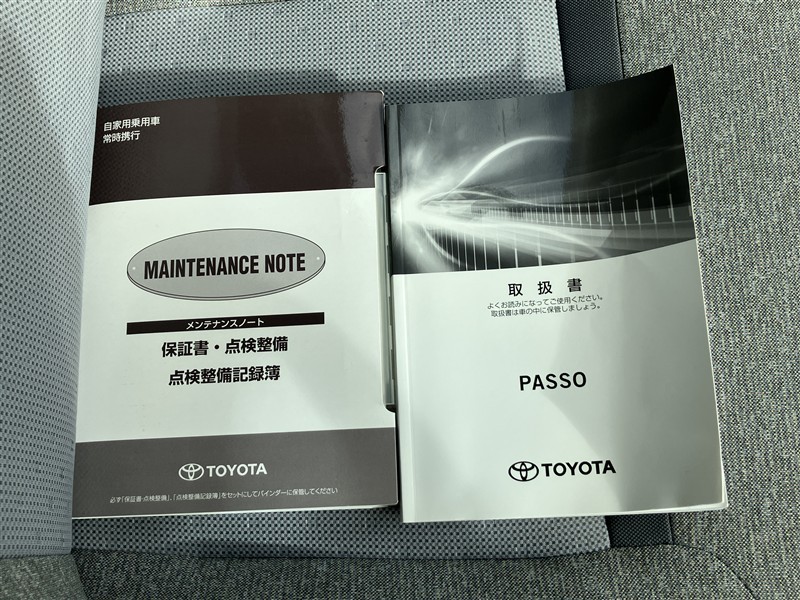 自家用乗用車
常時携行
MAINTENANCE NOTE
メンテナンスノート
保証書・点検整備
点検整備記録簿
TOYOTA
必ず「保証書・点検整備」、「点検整備記録簿」をセットにしてバインダーに保管してください
取扱書
よくお読みになってご使用ください。
取扱書は車の中に保管しましょう。
PASSO
TOYOTA